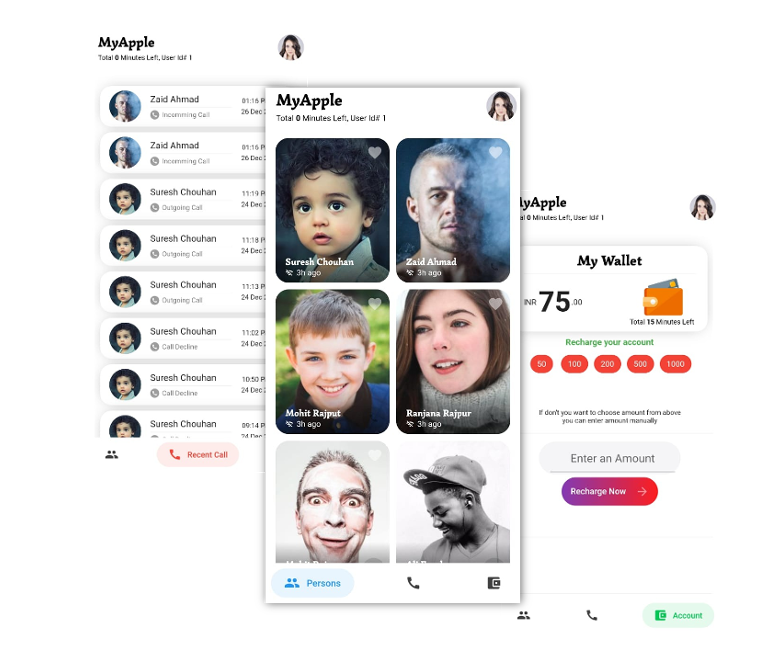 MyApple
Total 0 Minutes Left, User Id# 1
Zaid Ahmad
01:16 P
Incomming Call
26 Dec 2
Zaid Ahmad
01:16 P
Incomming Call
26 Dec 2
Suresh Chouhan
11:19 P
Outgoing Call
24 Dec 2
Suresh Chouhan
11:18 P
Outgoing Call
24 Dec 2
Suresh Chouhan
11:13 P
Outgoing Call
24 Dec 2
Suresh Chouhan
11:02 P
Call Decline
24 Dec 2
Suresh Chouhan
10:50 P
Call Decline
24 Dec 2
Suresh Chouhan
09:14 P
Recent Call
MyApple
Total 0 Minutes Left, User Id# 1
Suresh Chouhan
3h ago
Zaid Ahmad
3h ago
Mohit Rajput
3h ago
Ranjana Rajpur
3h ago
Persons
MyApple
0 Minutes Left, User Id# 1
My Wallet
INR 75.00
Total 15 Minutes Left
Recharge your account
50 100 200 500 1000
If don't you want to choose amount from above
you can enter amount manually
Enter an Amount
Recharge Now
Account